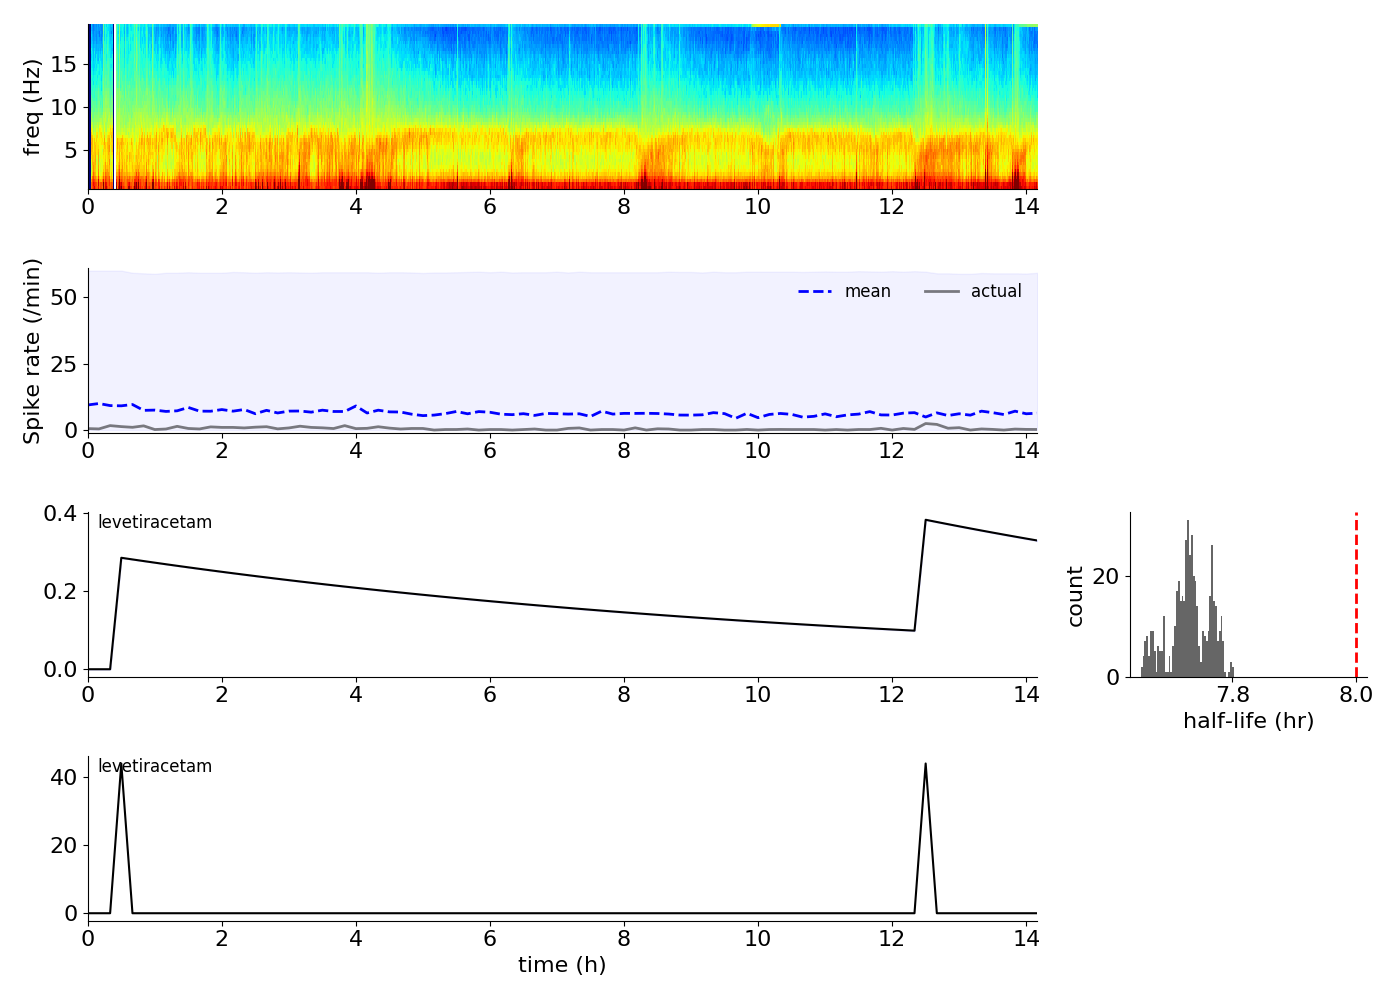 freq (Hz)
15
10
5
0 2 4 6 8 10 12 14
Spike rate (/min)
50
25
0
mean actual
0 2 4 6 8 10 12 14
0.4
0.2
0.0
levetiracetam
0 2 4 6 8 10 12 14
count
20
0
7.8 8.0
half-life (hr)
40
20
0
levetiracetam
0 2 4 6 8 10 12 14
time (h)